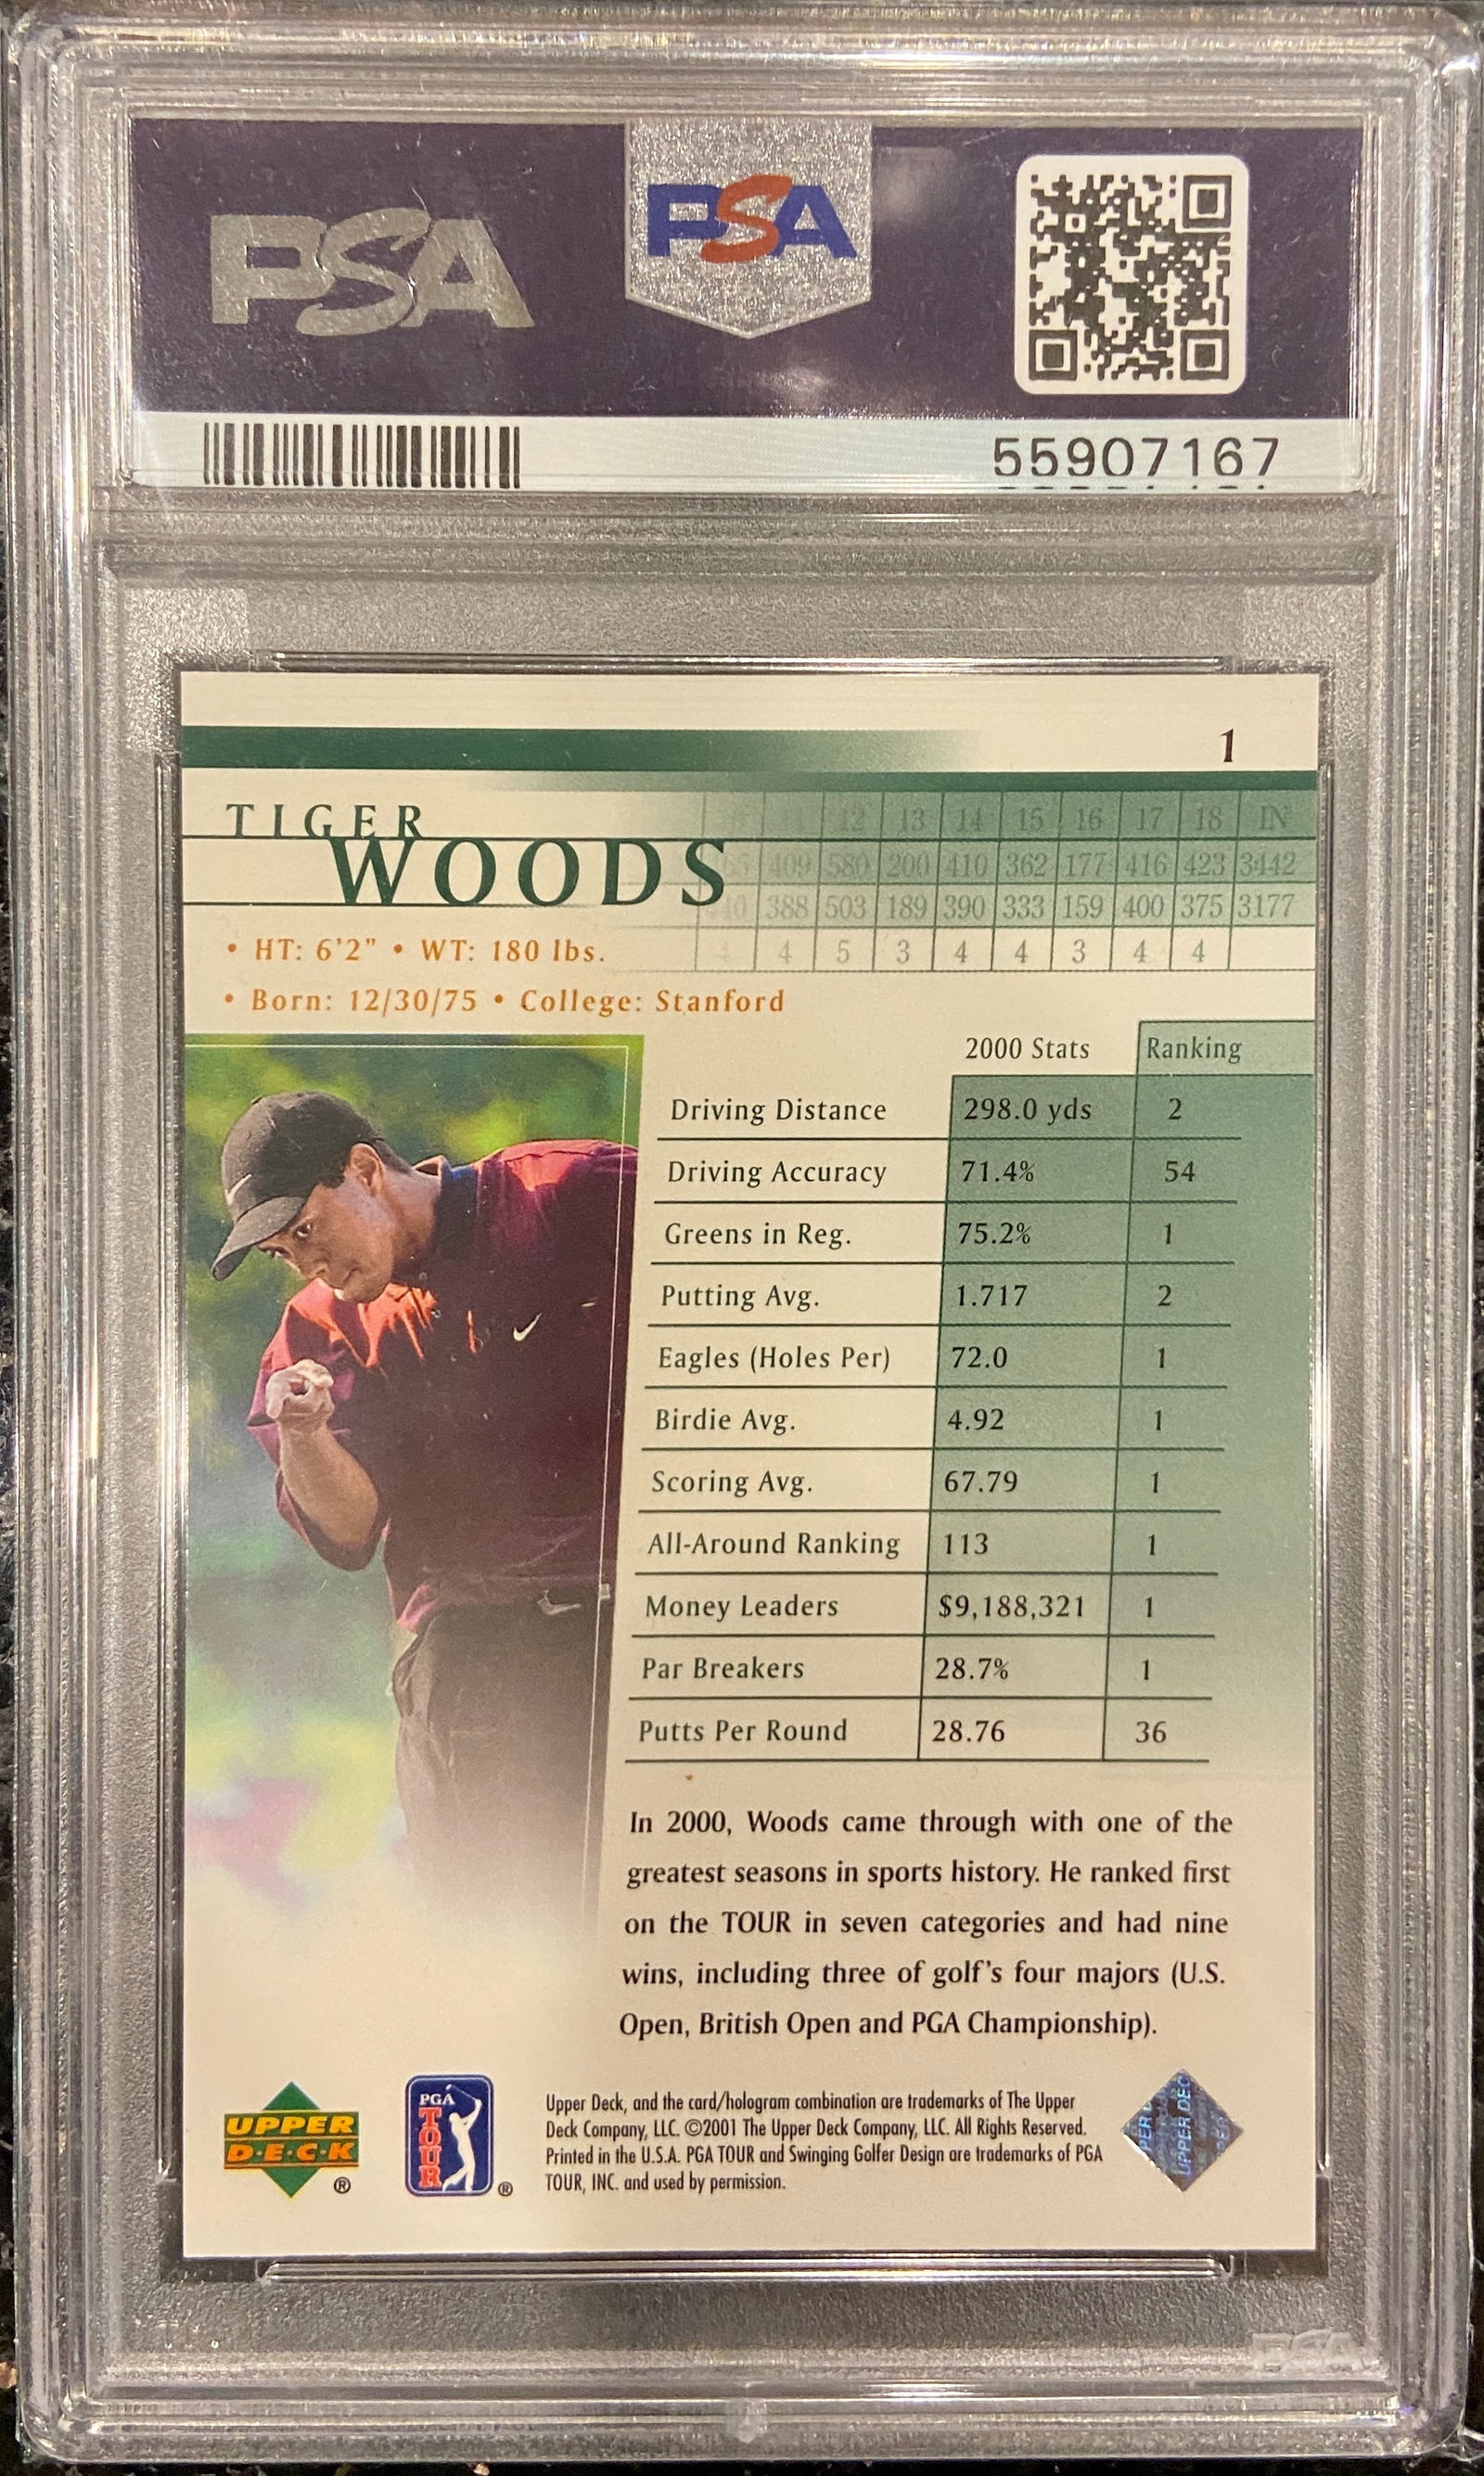 PSA
PSA
55907167
1
TIGER
WOODS
12 13 14 15 16 17 18 IN
409 580 200 410 362 177 416 423 3442
388 503 189 390 333 159 400 375 3177
4 4 5 3 4 4 3 4 4
• HT: 6'2" • WT: 180 lbs.
• Born: 12/30/75 • College: Stanford
2000 Stats Ranking
Driving Distance 298.0 yds 2
Driving Accuracy 71.4% 54
Greens in Reg. 75.2% 1
Putting Avg. 1.717 2
Eagles (Holes Per) 72.0 1
Birdie Avg. 4.92 1
Scoring Avg. 67.79 1
All-Around Ranking 113 1
Money Leaders $9,188,321 1
Par Breakers 28.7% 1
Putts Per Round 28.76 36
In 2000, Woods came through with one of the
greatest seasons in sports history. He ranked first
on the TOUR in seven categories and had nine
wins, including three of golf's four majors (U.S.
Open, British Open and PGA Championship).
UPPER
D·E·C·K
®
PGA
TOUR
®
Upper Deck, and the card/hologram combination are trademarks of The Upper
Deck Company, LLC. ©2001 The Upper Deck Company, LLC. All Rights Reserved.
Printed in the U.S.A. PGA TOUR and Swinging Golfer Design are trademarks of PGA
TOUR, INC. and used by permission.
UPPER DEC
PSA